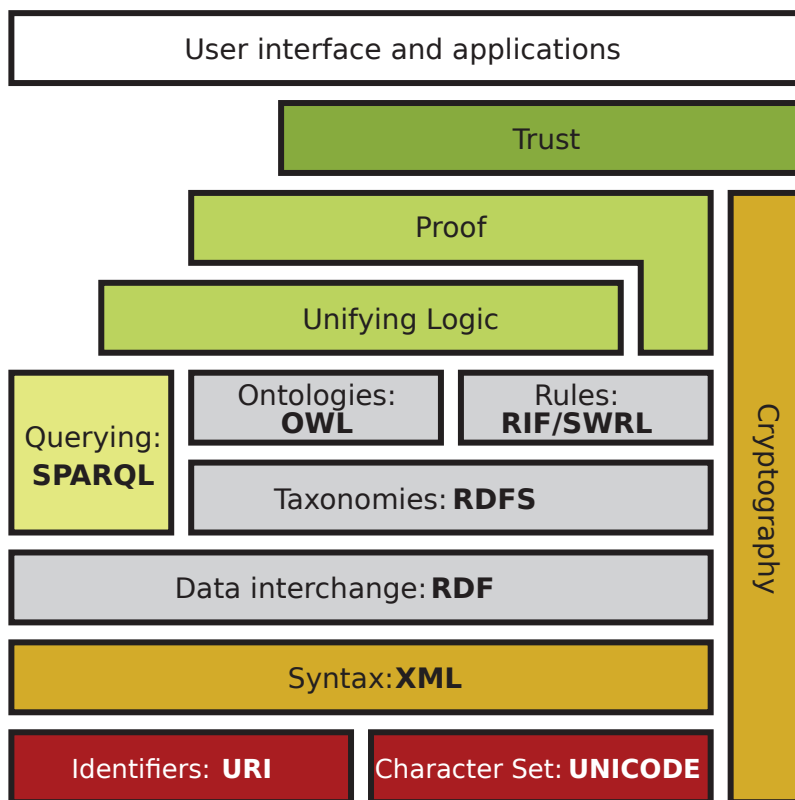 User interface and applications
Trust
Proof
Unifying Logic
Ontologies:
OWL
Rules:
RIF/SWRL
Querying:
SPARQL
Taxonomies: RDFS
Data interchange: RDF
Syntax: XML
Identifiers: URI
Character Set: UNICODE
Cryptography